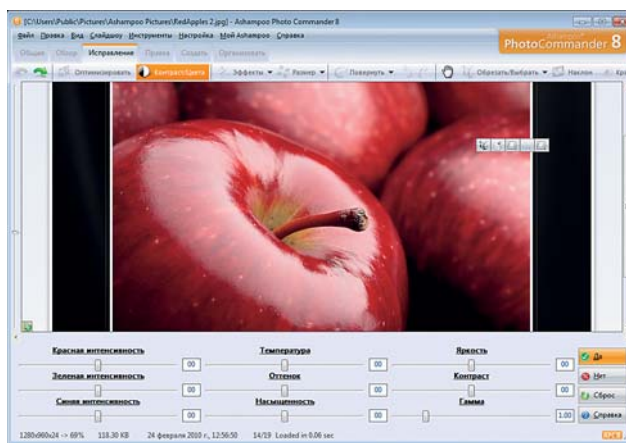 [C:\Users\Public\Pictures\Ashampoo Pictures\RedApples 2.jpg] - Ashampoo Photo Commander 8
Файл Правка Вид Слайдшоу Инструменты Настройка Мой Ashampoo Справка
Ashampoo
PhotoCommander 8
Общие Обзор Исправление Правка Создать Организовать
Оптимизировать Контраст/Цвета Эффекты Размер Повернуть Обрезать/Выбрать Наклон
Красная интенсивность Температура Яркость
00 00 00 Да
Зеленая интенсивность Оттенок Контраст Нет
00 00 00
Синяя интенсивность Насыщенность Гамма Сброс
00 00 1.00 Справка
1280x960x24 -> 69% 118.30 KB 24 февраля 2010 г., 12:56:50 14/19 Loaded in 0.06 sec